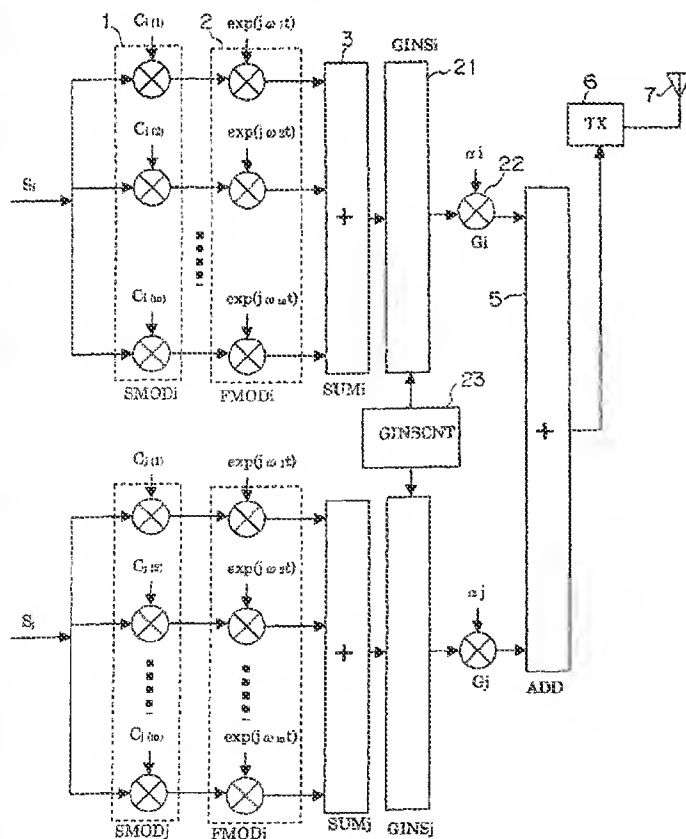 1
2
3
GINSi
21
Ci(1)
exp(jω1t)
6
7
TX
Ci(2)
exp(jω2t)
αi
22
Si
+
Gi
5
Ci(m)
exp(jωmt)
SMODi
FMODi
SUMi
23
GINSCNT
+
Cj(1)
exp(jω1t)
Cj(2)
exp(jω2t)
αj
Sj
+
Gj
ADD
Cj(m)
exp(jωmt)
SMODj
FMODj
SUMj
GINSj